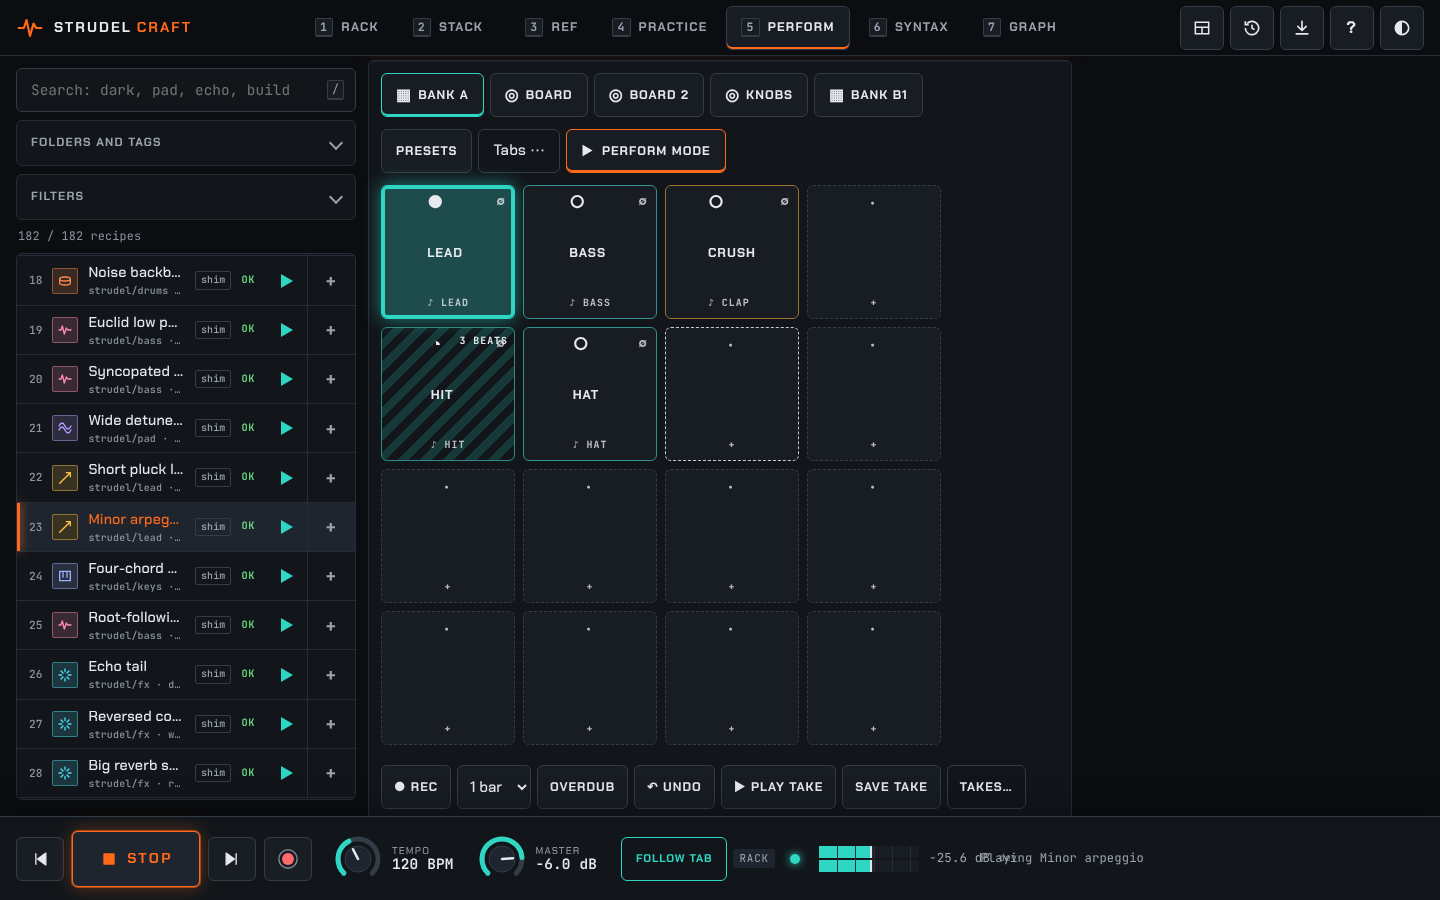 STRUDEL CRAFT
1 RACK 2 STACK 3 REF 4 PRACTICE 5 PERFORM 6 SYNTAX 7 GRAPH ?
Search: dark, pad, echo, build /
FOLDERS AND TAGS
FILTERS
182 / 182 recipes
18 Noise backb… shim OK +
strudel/drums …
19 Euclid low p… shim OK +
strudel/bass ·…
20 Syncopated … shim OK +
strudel/bass ·…
21 Wide detune… shim OK +
strudel/pad · …
22 Short pluck l… shim OK +
strudel/lead ·…
23 Minor arpeg… shim OK +
strudel/lead ·…
24 Four-chord … shim OK +
strudel/keys ·…
25 Root-followi… shim OK +
strudel/bass ·…
26 Echo tail shim OK +
strudel/fx · d…
27 Reversed co… shim OK +
strudel/fx · w…
28 Big reverb s… shim OK +
strudel/fx · r…
BANK A BOARD BOARD 2 KNOBS BANK B1
PRESETS Tabs ··· PERFORM MODE
LEAD
♪ LEAD
BASS
♪ BASS
CRUSH
♪ CLAP
3 BEATS
HIT
♪ HIT
HAT
♪ HAT
REC 1 bar OVERDUB UNDO PLAY TAKE SAVE TAKE TAKES…
STOP
TEMPO
120 BPM
MASTER
-6.0 dB
FOLLOW TAB RACK
-25.6 Playing Minor arpeggio